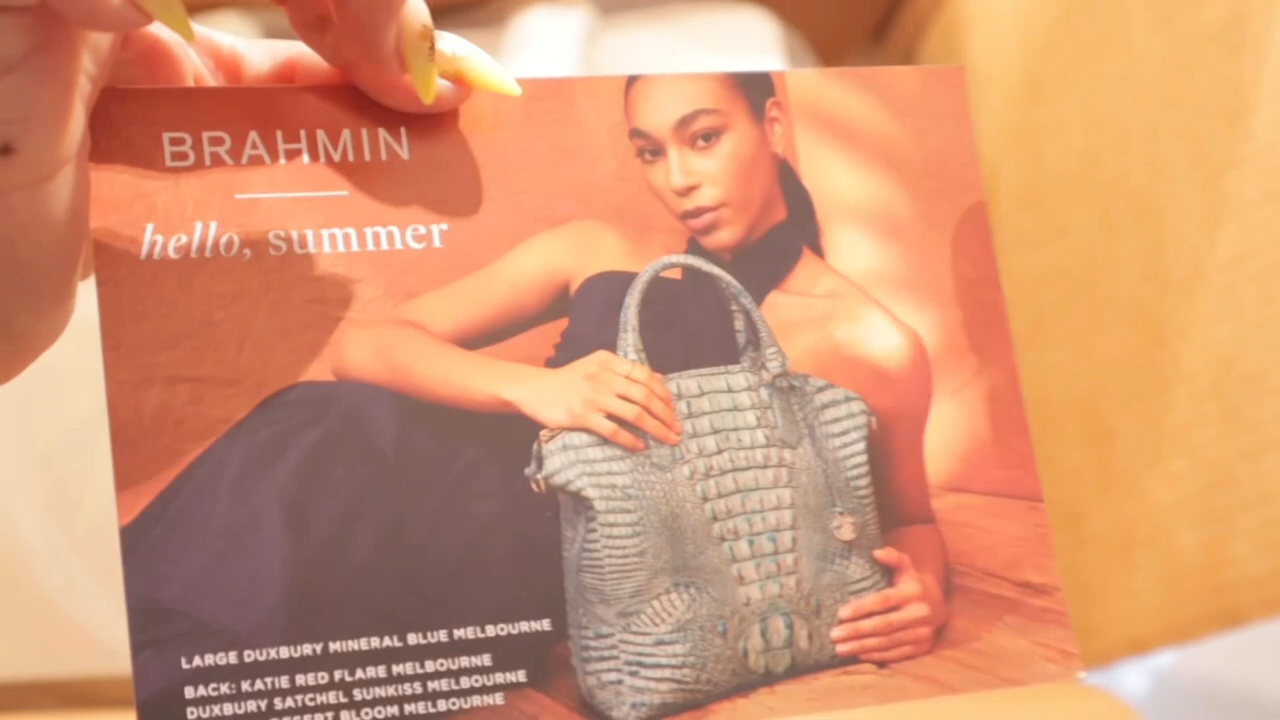 BRAHMIN
hello, summer
LARGE DUXBURY MINERAL BLUE MELBOURNE
BACK: KATIE RED FLARE MELBOURNE
DUXBURY SATCHEL SUNKISS MELBOURNE
DESERT BLOOM MELBOURNE